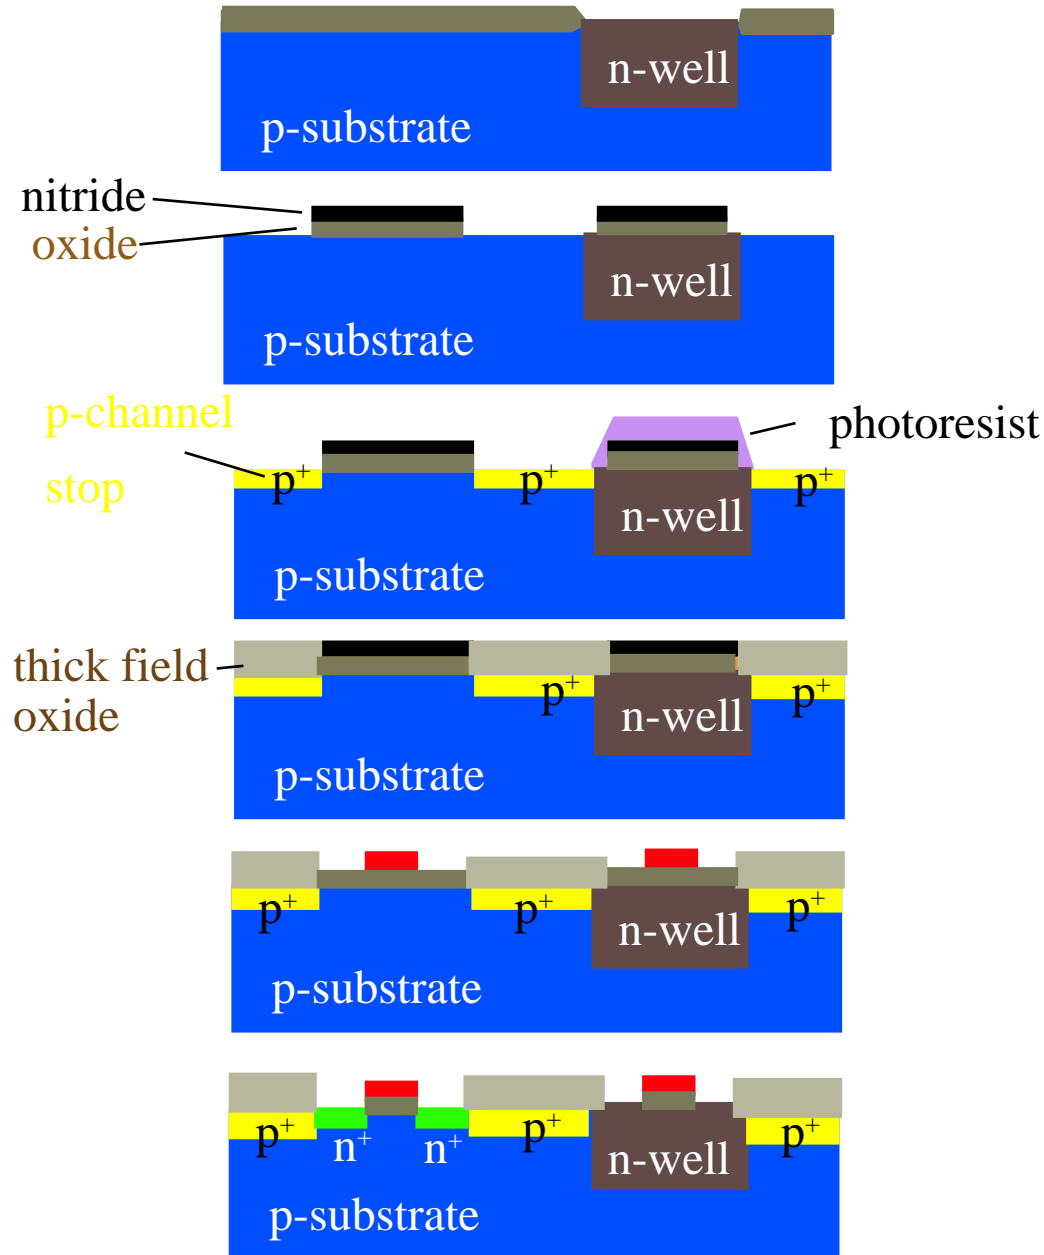 n-well
p-substrate
nitride
oxide
n-well
p-substrate
p-channel
stop
photoresist
p⁺
p⁺
p⁺
n-well
p-substrate
thick field
oxide
p⁺
p⁺
n-well
p-substrate
p⁺
p⁺
p⁺
n-well
p-substrate
p⁺
n⁺
n⁺
p⁺
p⁺
n-well
p-substrate